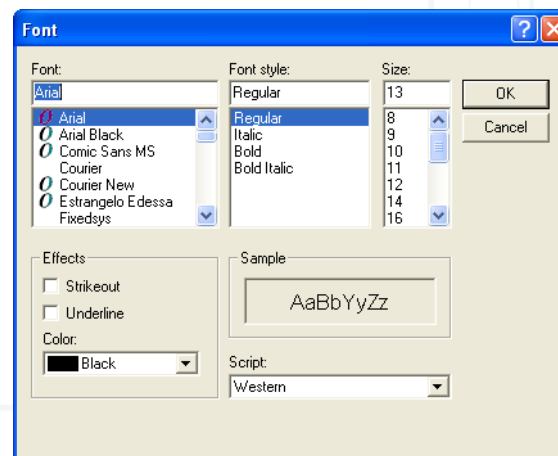 Font
Font: Font style: Size:
Arial Regular 13 OK
Arial Regular 8
Arial Black Italic 9 Cancel
Comic Sans MS Bold 10
Courier Bold Italic 11
Courier New 12
Estrangelo Edessa 14
Fixedsys 16
Effects Sample
Strikeout
Underline AaBbYyZz
Color:
Black Script:
Western